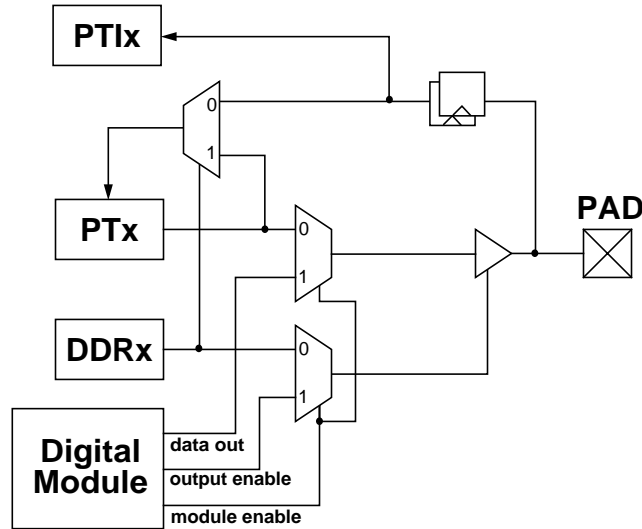 PTIx
0
1
PTx
PAD
0
1
DDRx
0
1
Digital
Module
data out
output enable
module enable